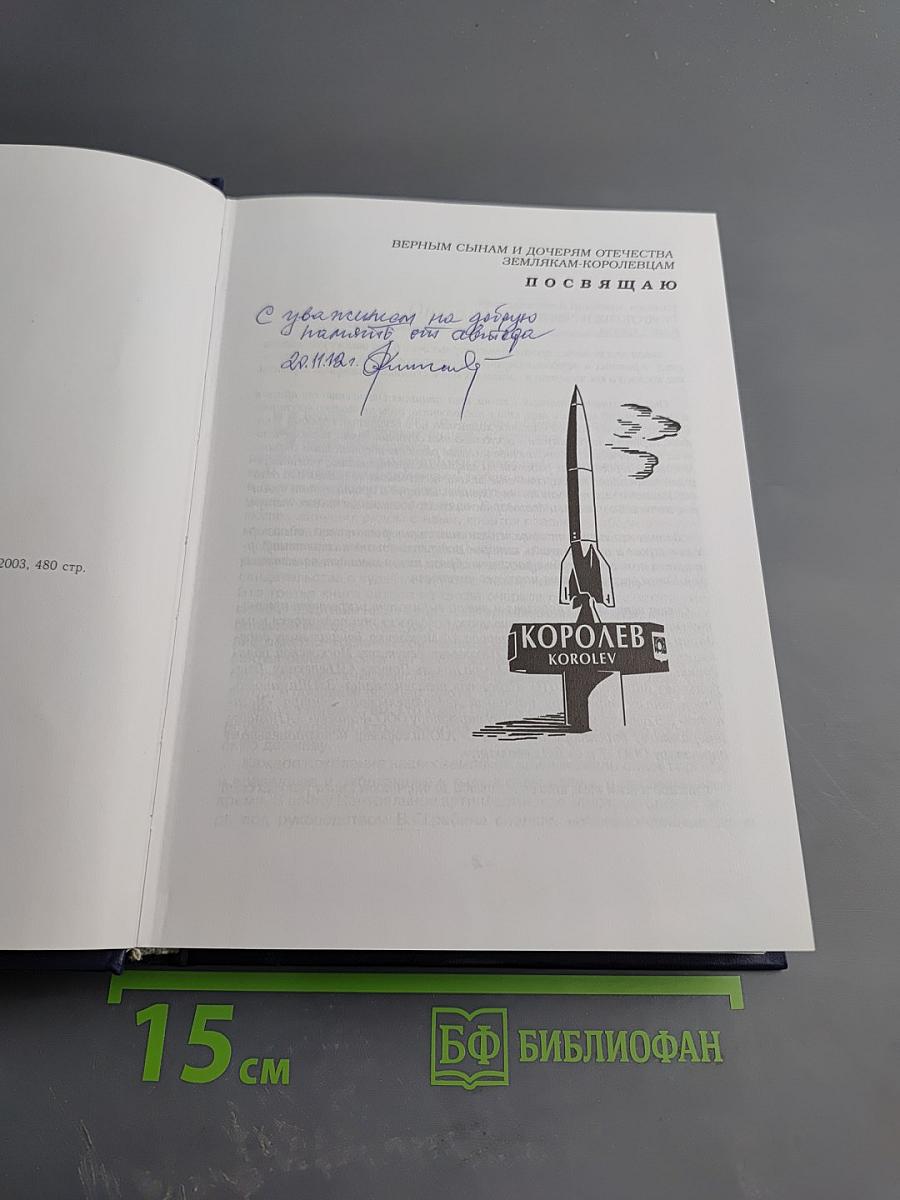 2003, 480 стр.
ВЕРНЫМ СЫНАМ И ДОЧЕРЯМ ОТЕЧЕСТВА
ЗЕМЛЯКАМ-КОРОЛЕВЦАМ
ПОСВЯЩАЮ
С уважением на добрую
память от автора
20.11.12г.
КОРОЛЕВ
KOROLEV
15 см
БФ БИБЛИОФАН